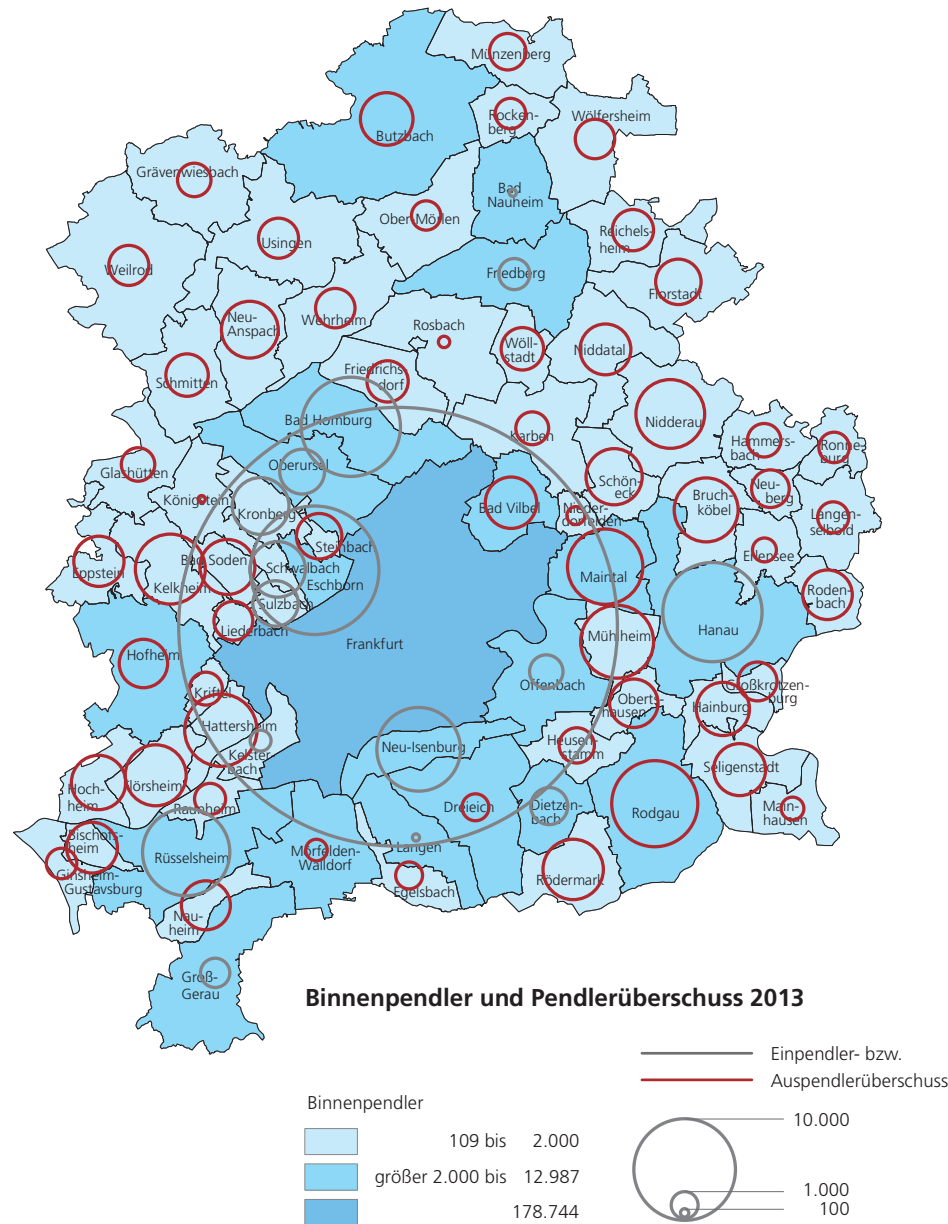 Münzenberg
Rocken-
berg
Wölfersheim
Butzbach
Grävenwiesbach
Bad
Nauheim
Ober-Mörlen
Reichels-
heim
Usingen
Weilrod
Friedberg
Florstadt
Neu-
Anspach
Wehrheim
Rosbach
Wöll-
stadt
Niddatal
Schmitten
Friedrichs-
dorf
Bad Homburg
Karben
Nidderau
Hammers-
bach
Ronne-
burg
Glashütten
Oberursel
Königstein
Kronberg
Bad Vilbel
Schön-
eck
Nieder-
dorfelden
Bruch-
köbel
Neu-
berg
Langen-
selbold
Steinbach
Eppstein
Kelkheim
Bad Soden
Schwalbach
Eschborn
Sulzbach
Liederbach
Maintal
Erlensee
Roden-
bach
Hanau
Frankfurt
Mühlheim
Hofheim
Offenbach
Kriftel
Oberts-
hausen
Großkrotzen-
burg
Hainburg
Hattersheim
Kelster-
bach
Neu-Isenburg
Heusen-
stamm
Seligenstadt
Hoch-
heim
Flörsheim
Raunheim
Dreieich
Dietzen-
bach
Rodgau
Main-
hausen
Bischofs-
heim
Ginsheim-
Gustavsburg
Rüsselsheim
Mörfelden-
Walldorf
Langen
Egelsbach
Rödermark
Nau-
heim
Groß-
Gerau
Binnenpendler und Pendlerüberschuss 2013
Einpendler- bzw.
Auspendlerüberschuss
Binnenpendler
109 bis 2.000
größer 2.000 bis 12.987
178.744
10.000
1.000
100